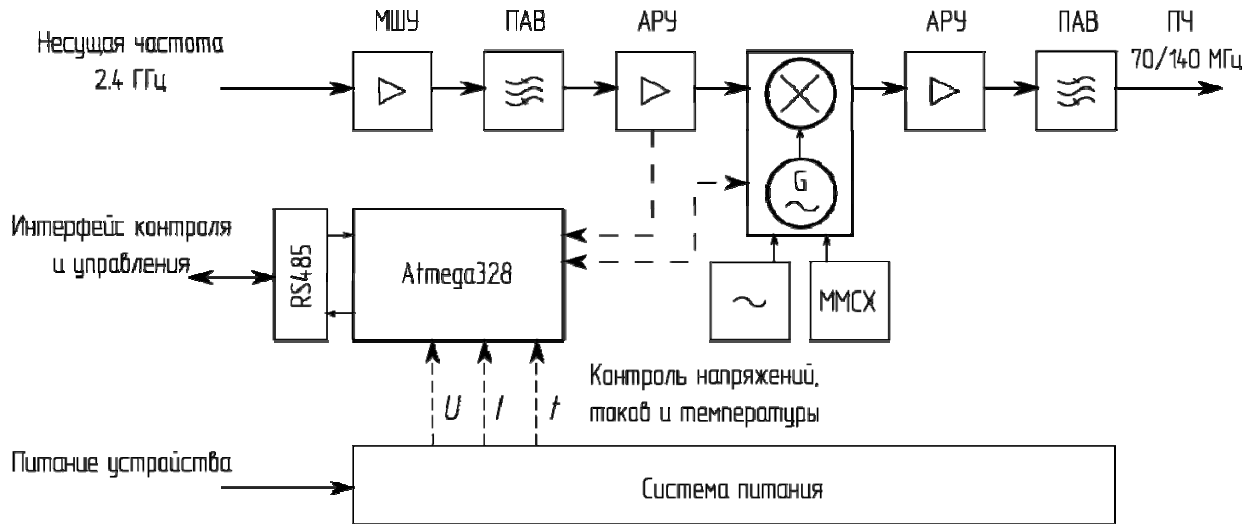 МШУ ПАВ АРУ АРУ ПАВ ПЧ
Несущая частота
2.4 ГГц
70/140 МГц
G
Интерфейс контроля
и управления
RS485
Atmega328
~
MMCX
U I t
Контроль напряжений,
токов и температуры
Питание устройства
Система питания